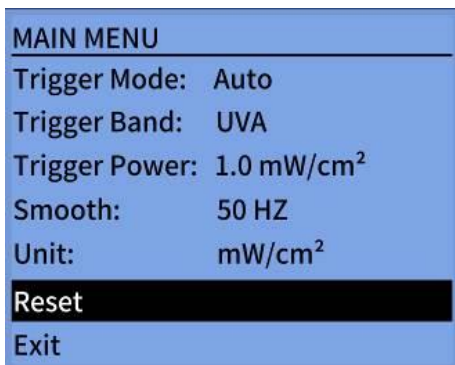 MAIN MENU
Trigger Mode: Auto
Trigger Band: UVA
Trigger Power: 1.0 mW/cm²
Smooth: 50 HZ
Unit: mW/cm²
Reset
Exit